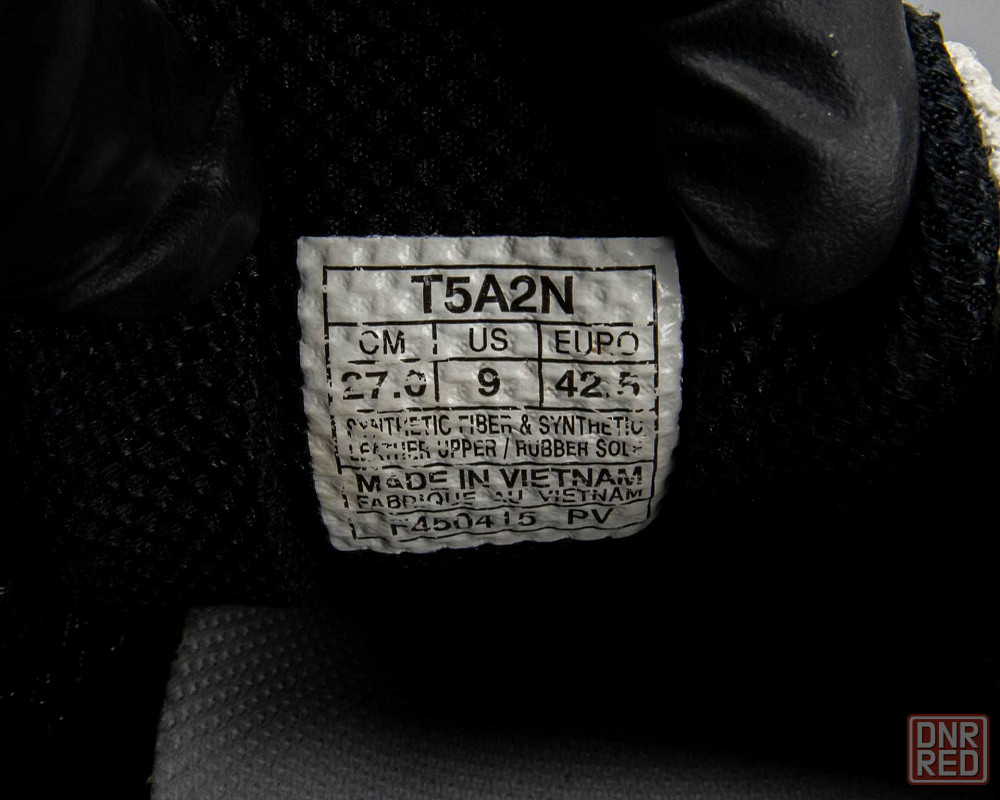 T5A2N
CM US EURO
27.0 9 42.5
SYNTHETIC FIBER & SYNTHETIC
LEATHER UPPER / RUBBER SOLE
MADE IN VIETNAM
FABRIQUE AU VIETNAM
F450415 PV
DNR
RED